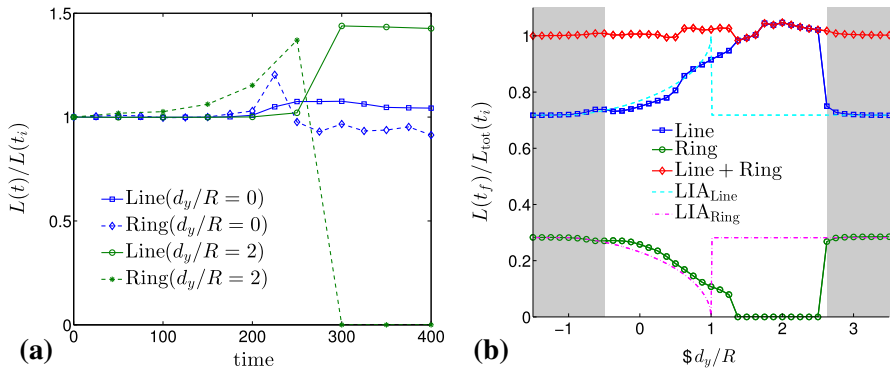 L(t)/L(t_i)
1.5
1
0.5
0
0 100 200 300 400
time
Line(d_y/R = 0)
Ring(d_y/R = 0)
Line(d_y/R = 2)
Ring(d_y/R = 2)
(a)
L(t_f)/L_tot(t_i)
1
0.8
0.6
0.4
0.2
0
-1 0 1 2 3
$d_y/R
Line
Ring
Line + Ring
LIA_Line
LIA_Ring
(b)